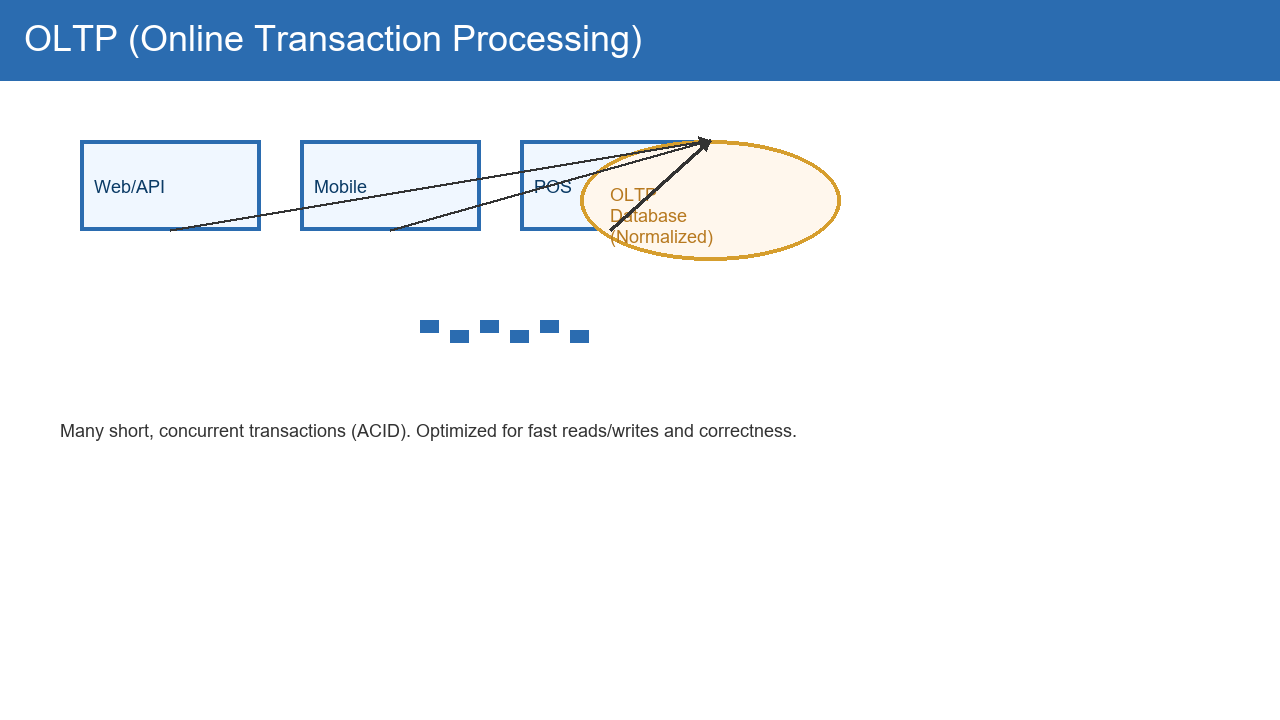 OLTP (Online Transaction Processing)
Web/API
Mobile
POS
OLTP
Database
(Normalized)
Many short, concurrent transactions (ACID). Optimized for fast reads/writes and correctness.